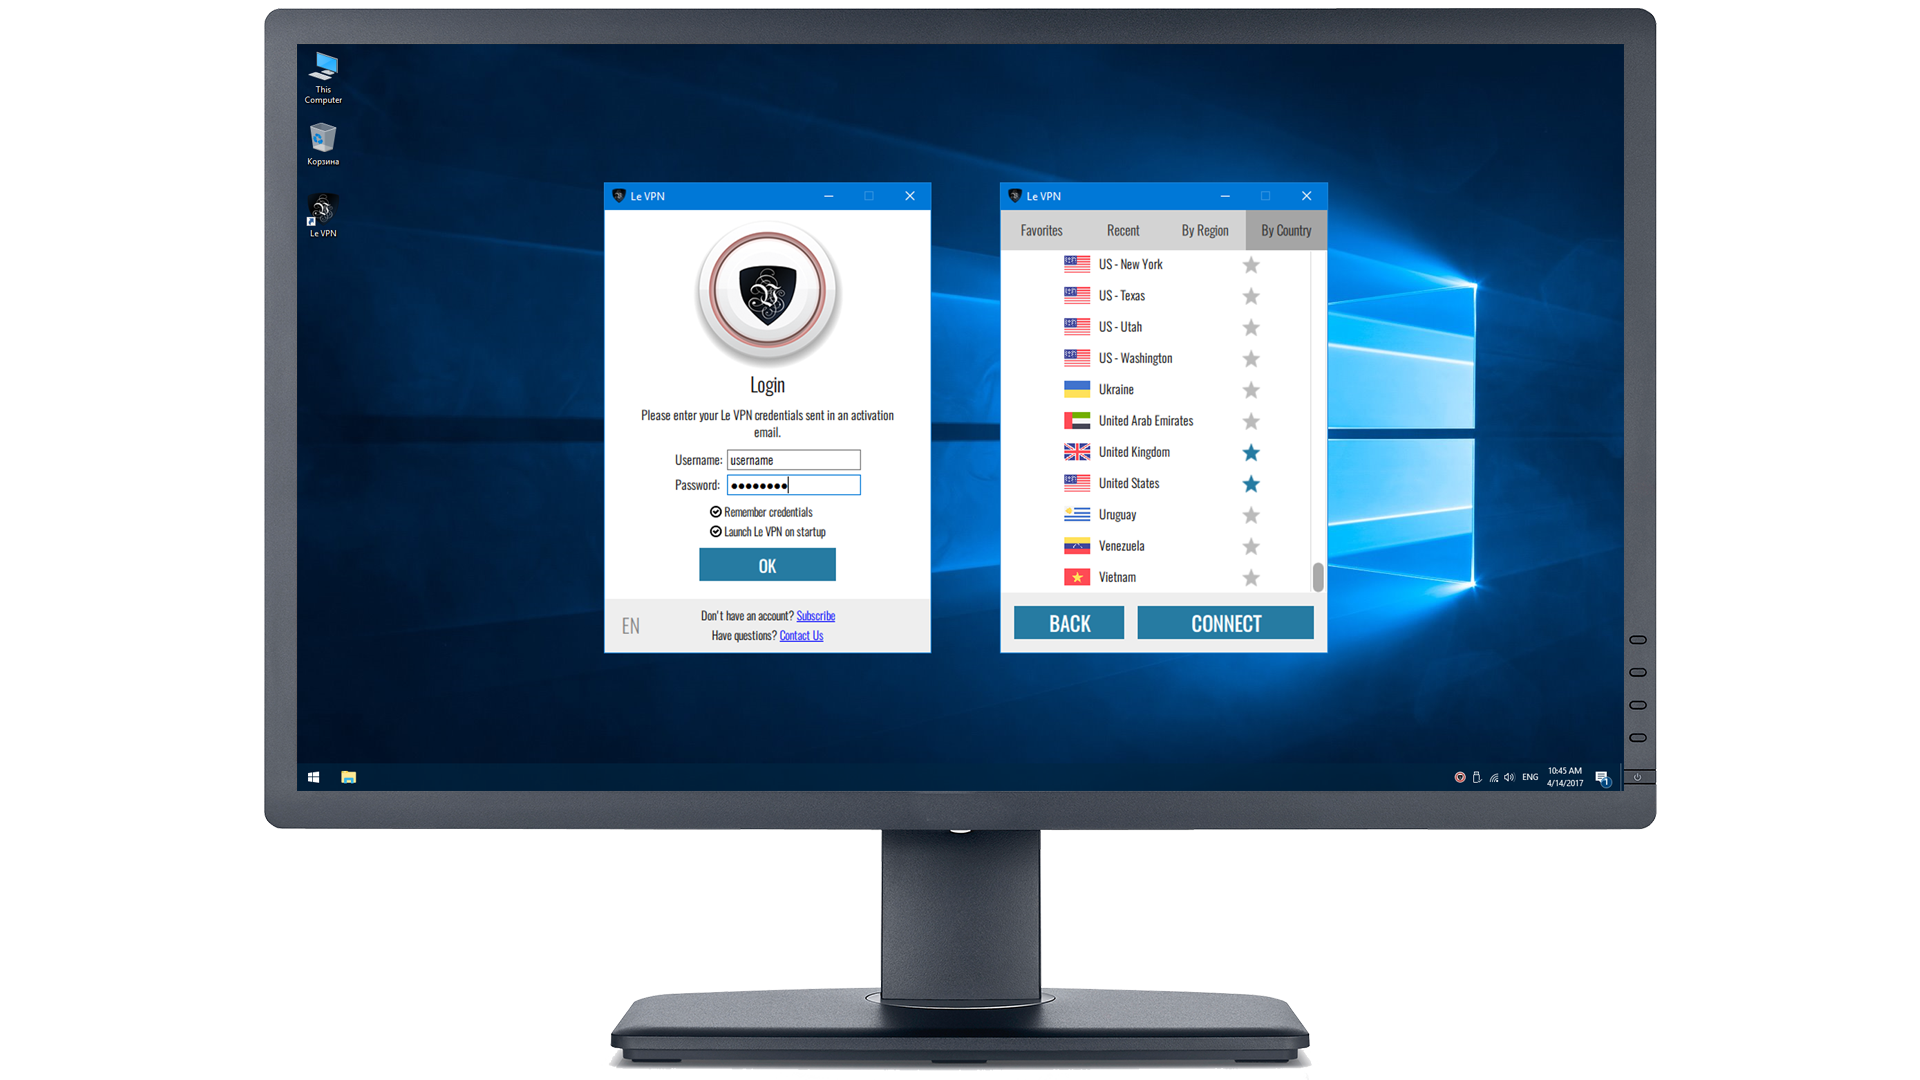 This
Computer
Корзина
Le VPN
Le VPN
Login
Please enter your Le VPN credentials sent in an activation
email.
Username: username
Password: ••••••••
Remember credentials
Launch Le VPN on startup
OK
EN
Don't have an account? Subscribe
Have questions? Contact Us
Le VPN
Favorites Recent By Region By Country
US - New York
US - Texas
US - Utah
US - Washington
Ukraine
United Arab Emirates
United Kingdom
United States
Uruguay
Venezuela
Vietnam
BACK CONNECT
ENG
10:45 AM
4/14/2017
1